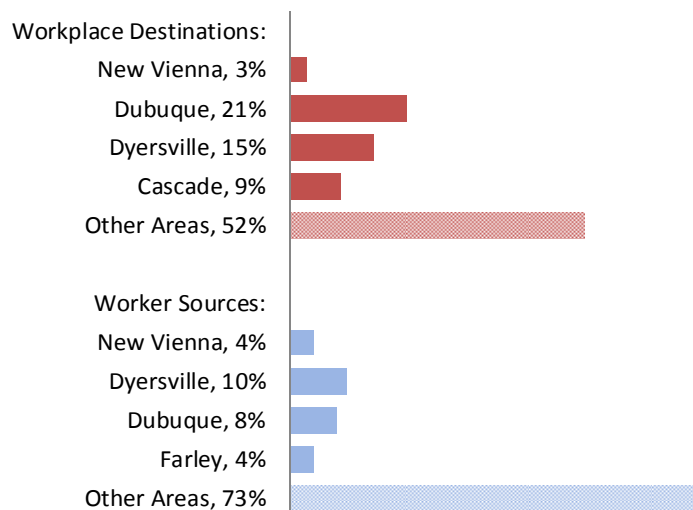 Workplace Destinations:
New Vienna, 3%
Dubuque, 21%
Dyersville, 15%
Cascade, 9%
Other Areas, 52%
Worker Sources:
New Vienna, 4%
Dyersville, 10%
Dubuque, 8%
Farley, 4%
Other Areas, 73%